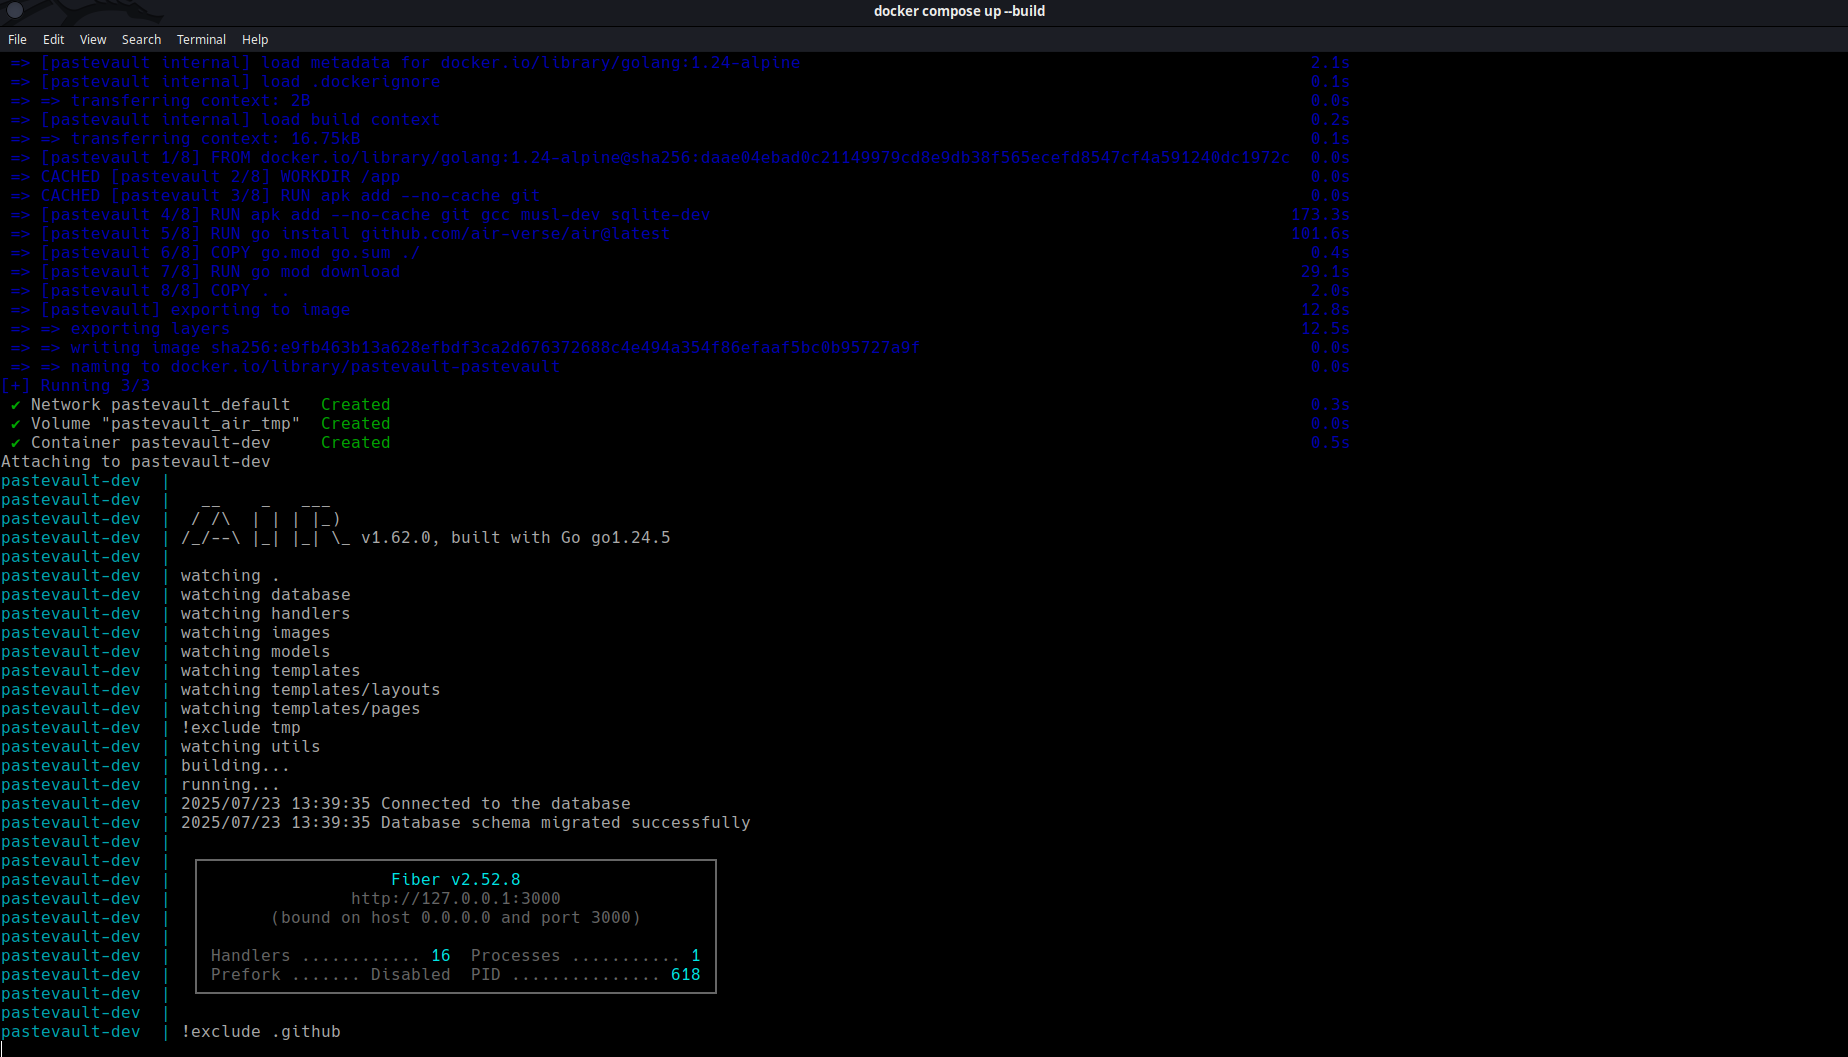 docker compose up --build
File Edit View Search Terminal Help
=> [pastevault internal] load metadata for docker.io/library/golang:1.24-alpine 2.1s
=> [pastevault internal] load .dockerignore 0.1s
=> => transferring context: 2B 0.0s
=> [pastevault internal] load build context 0.2s
=> => transferring context: 16.75kB 0.1s
=> [pastevault 1/8] FROM docker.io/library/golang:1.24-alpine@sha256:daae04ebad0c21149979cd8e9db38f565ecefd8547cf4a591240dc1972c 0.0s
=> CACHED [pastevault 2/8] WORKDIR /app 0.0s
=> CACHED [pastevault 3/8] RUN apk add --no-cache git 0.0s
=> [pastevault 4/8] RUN apk add --no-cache git gcc musl-dev sqlite-dev 173.3s
=> [pastevault 5/8] RUN go install github.com/air-verse/air@latest 101.6s
=> [pastevault 6/8] COPY go.mod go.sum ./ 0.4s
=> [pastevault 7/8] RUN go mod download 29.1s
=> [pastevault 8/8] COPY . . 2.0s
=> [pastevault] exporting to image 12.8s
=> => exporting layers 12.5s
=> => writing image sha256:e9fb463b13a628efbdf3ca2d676372688c4e494a354f86efaaf5bc0b95727a9f 0.0s
=> => naming to docker.io/library/pastevault-pastevault 0.0s
[+] Running 3/3
✔ Network pastevault_default Created 0.3s
✔ Volume "pastevault_air_tmp" Created 0.0s
✔ Container pastevault-dev Created 0.5s
Attaching to pastevault-dev
pastevault-dev |
pastevault-dev |   __    _   ___
pastevault-dev |  / /\  | | | |_)
pastevault-dev | /_/--\ |_| |_| \_ v1.62.0, built with Go go1.24.5
pastevault-dev |
pastevault-dev | watching .
pastevault-dev | watching database
pastevault-dev | watching handlers
pastevault-dev | watching images
pastevault-dev | watching models
pastevault-dev | watching templates
pastevault-dev | watching templates/layouts
pastevault-dev | watching templates/pages
pastevault-dev | !exclude tmp
pastevault-dev | watching utils
pastevault-dev | building...
pastevault-dev | running...
pastevault-dev | 2025/07/23 13:39:35 Connected to the database
pastevault-dev | 2025/07/23 13:39:35 Database schema migrated successfully
pastevault-dev |
pastevault-dev |
pastevault-dev | Fiber v2.52.8
pastevault-dev | http://127.0.0.1:3000
pastevault-dev | (bound on host 0.0.0.0 and port 3000)
pastevault-dev |
pastevault-dev | Handlers ............ 16 Processes ........... 1
pastevault-dev | Prefork ....... Disabled PID ............... 618
pastevault-dev |
pastevault-dev |
pastevault-dev | !exclude .github